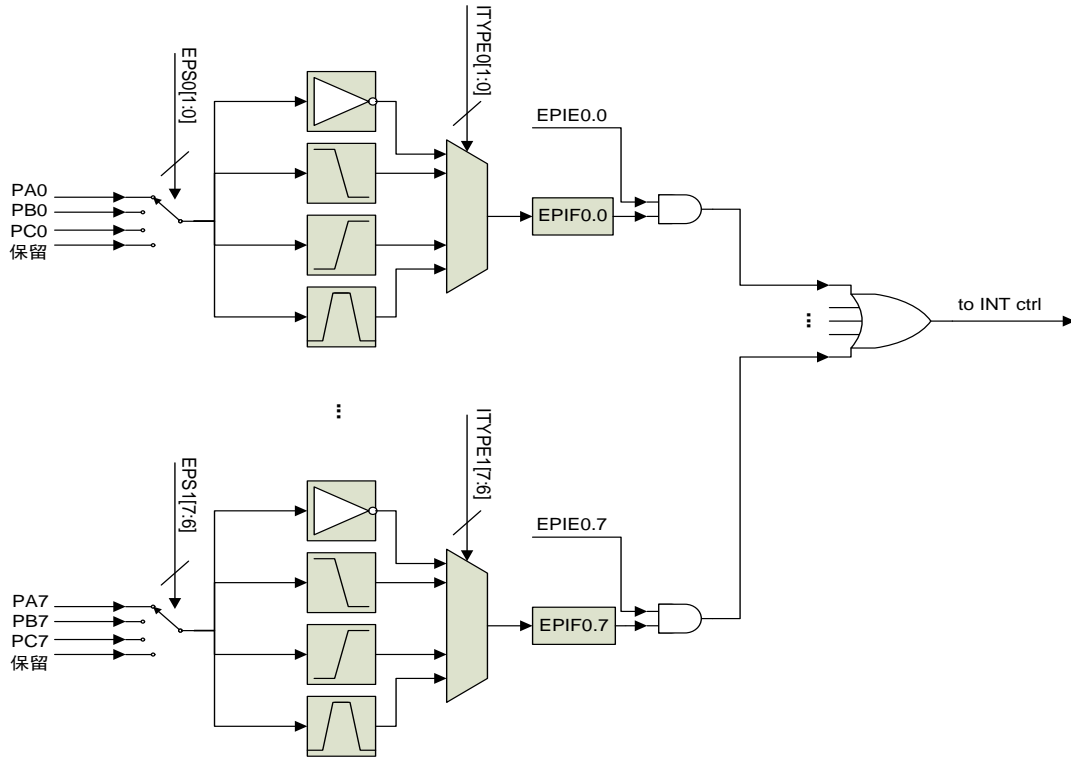 EPS0[1:0]
ITYPE0[1:0]
EPIE0.0
PA0
PB0
PC0
保留
EPIF0.0
to INT ctrl
...
...
EPS1[7:6]
ITYPE1[7:6]
EPIE0.7
PA7
PB7
PC7
保留
EPIF0.7